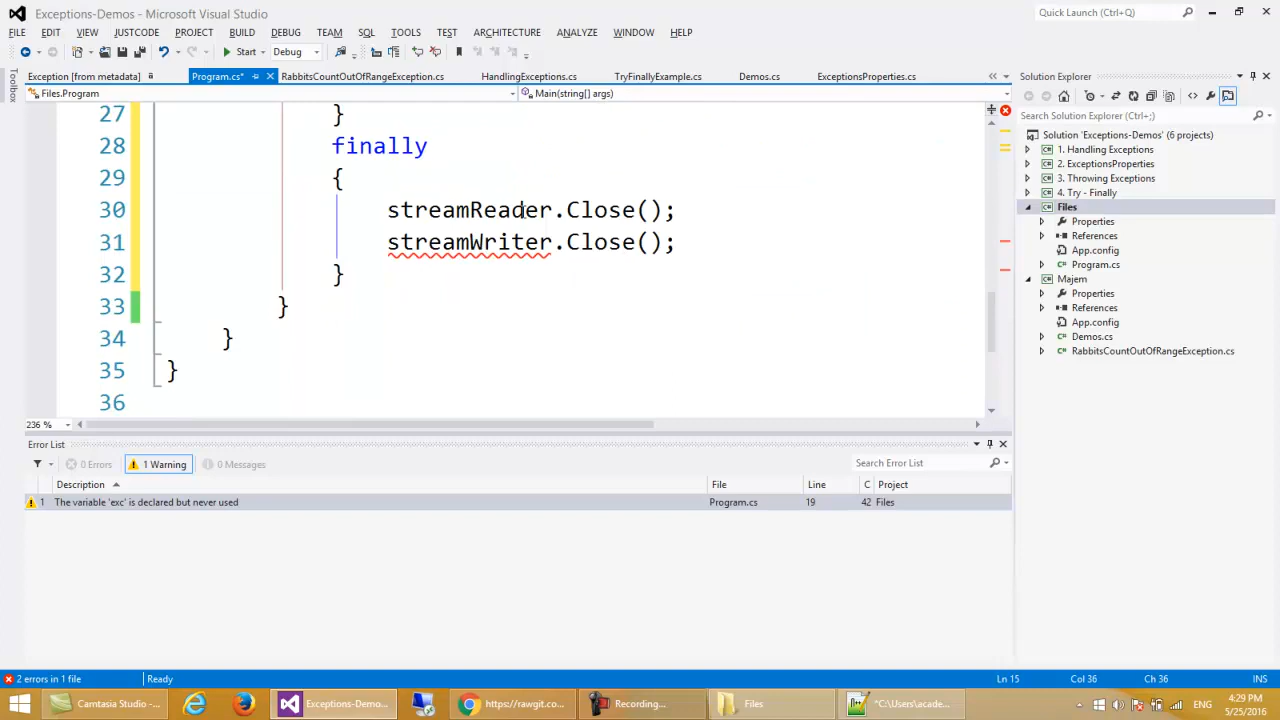 Exceptions-Demos - Microsoft Visual Studio
Quick Launch (Ctrl+Q)
FILE EDIT VIEW JUSTCODE PROJECT BUILD DEBUG TEAM SQL TOOLS TEST ARCHITECTURE ANALYZE WINDOW HELP
Start Debug
Toolbox
Exception [from metadata] Program.cs* RabbitsCountOutOfRangeException.cs HandlingExceptions.cs TryFinallyExample.cs Demos.cs ExceptionsProperties.cs
Files.Program Main(string[] args)
27 }
28 finally
29 {
30 streamReader.Close();
31 streamWriter.Close();
32 }
33 }
34 }
35 }
36
236 %
Solution Explorer
Search Solution Explorer (Ctrl+;)
Solution 'Exceptions-Demos' (6 projects)
1. Handling Exceptions
2. ExceptionsProperties
3. Throwing Exceptions
4. Try - Finally
Files
Properties
References
App.config
Program.cs
Majem
Properties
References
App.config
Demos.cs
RabbitsCountOutOfRangeException.cs
Error List
0 Errors 1 Warning 0 Messages
Search Error List
Description File Line C Project
1 The variable 'exc' is declared but never used Program.cs 19 42 Files
2 errors in 1 file Ready Ln 15 Col 36 Ch 36 INS
Camtasia Studio -... Exceptions-Demo... https://rawgit.co... Recording... Files *C:\Users\acade...
ENG
4:29 PM
5/25/2016